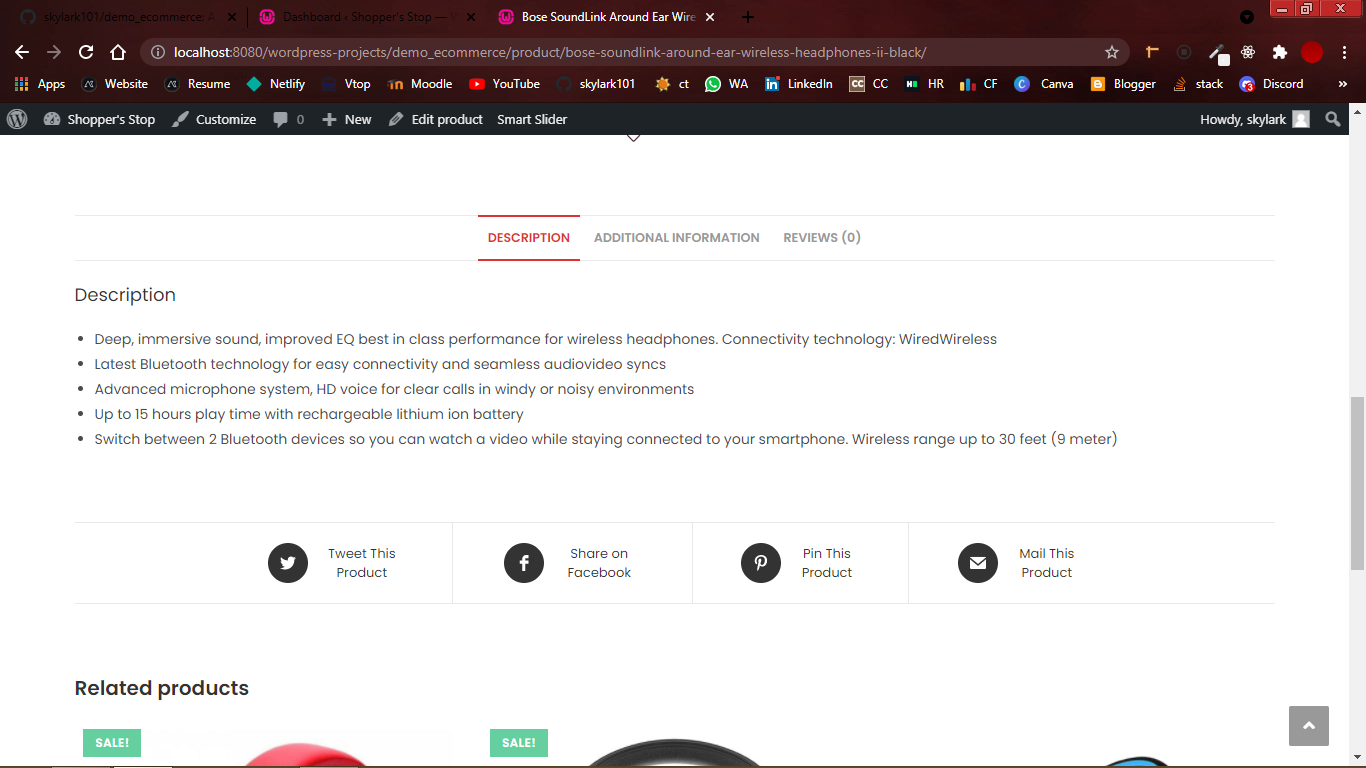 skylark101/demo_ecommerce: A
Dashboard ‹ Shopper's Stop — W
Bose SoundLink Around Ear Wire
localhost:8080/wordpress-projects/demo_ecommerce/product/bose-soundlink-around-ear-wireless-headphones-ii-black/
Apps Website Resume Netlify Vtop Moodle YouTube skylark101 ct WA LinkedIn CC HR CF Canva Blogger stack Discord »
Shopper's Stop Customize 0 New Edit product Smart Slider Howdy, skylark
DESCRIPTION ADDITIONAL INFORMATION REVIEWS (0)
Description
• Deep, immersive sound, improved EQ best in class performance for wireless headphones. Connectivity technology: WiredWireless
• Latest Bluetooth technology for easy connectivity and seamless audiovideo syncs
• Advanced microphone system, HD voice for clear calls in windy or noisy environments
• Up to 15 hours play time with rechargeable lithium ion battery
• Switch between 2 Bluetooth devices so you can watch a video while staying connected to your smartphone. Wireless range up to 30 feet (9 meter)
Tweet This
Product
Share on
Facebook
Pin This
Product
Mail This
Product
Related products
SALE!
SALE!